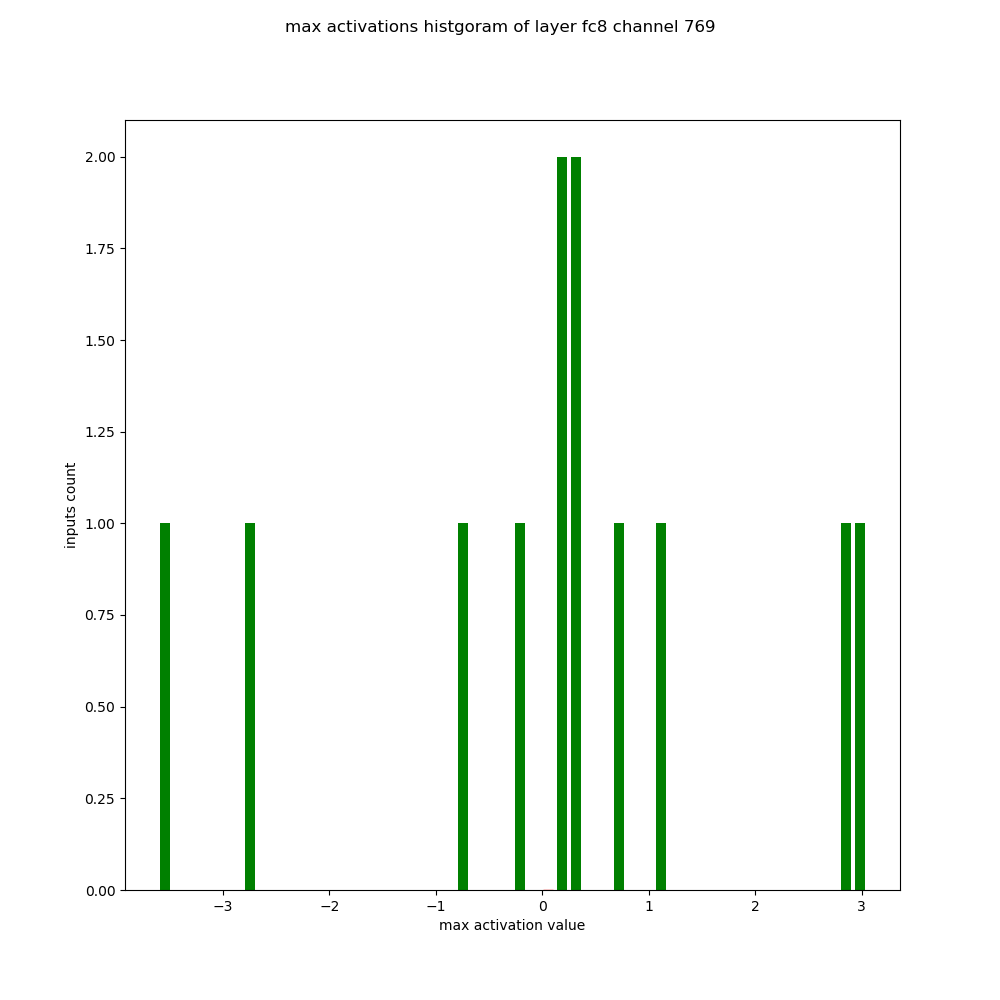 max activations histgoram of layer fc8 channel 769
2.00
1.75
1.50
1.25
1.00
0.75
0.50
0.25
0.00
inputs count
−3 −2 −1 0 1 2 3
max activation value